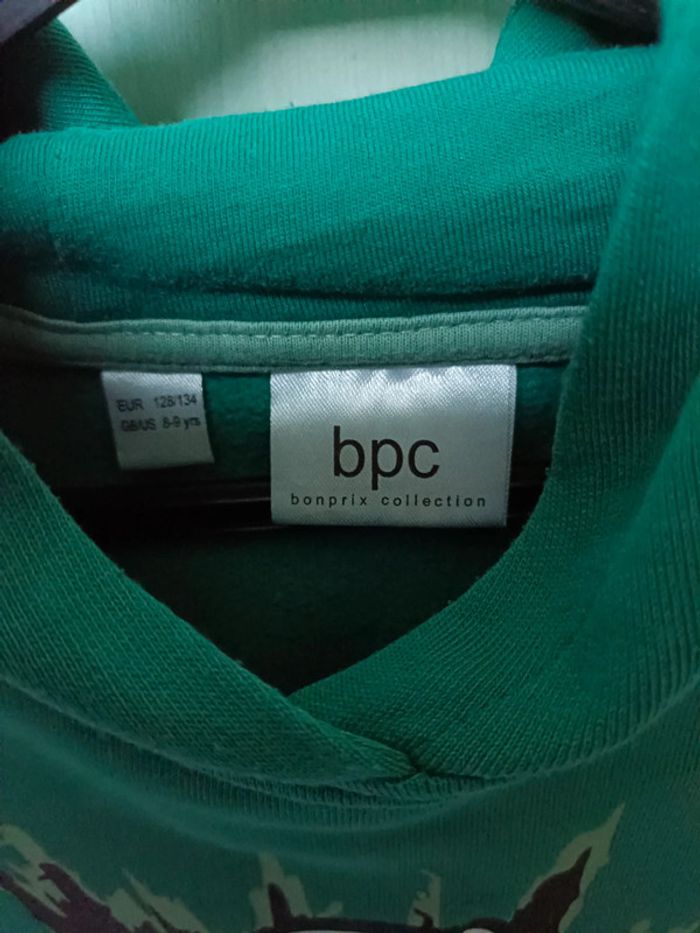 EUR 128/134
GB/US 8-9 yrs
bpc
bonprix collection